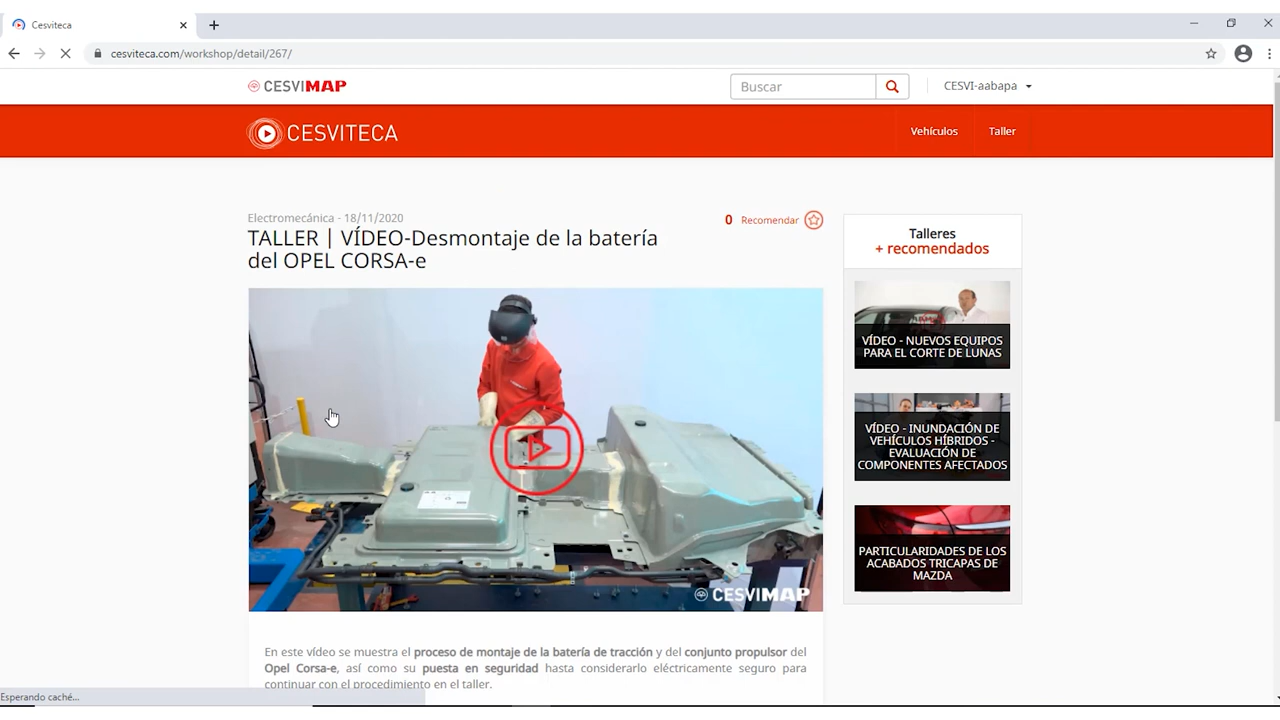 Cesviteca
cesviteca.com/workshop/detail/267/
CESVIMAP
Buscar
CESVI-aabapa
CESVITECA
Vehículos
Taller
Electromecánica - 18/11/2020
0 Recomendar
TALLER | VÍDEO-Desmontaje de la batería
del OPEL CORSA-e
CESVIMAP
En este vídeo se muestra el proceso de montaje de la batería de tracción y del conjunto propulsor del
Opel Corsa-e, así como su puesta en seguridad hasta considerarlo eléctricamente seguro para
continuar con el procedimiento en el taller.
Talleres
+ recomendados
VÍDEO - NUEVOS EQUIPOS
PARA EL CORTE DE LUNAS
VÍDEO - INUNDACIÓN DE
VEHÍCULOS HÍBRIDOS -
EVALUACIÓN DE
COMPONENTES AFECTADOS
PARTICULARIDADES DE LOS
ACABADOS TRICAPAS DE
MAZDA
Esperando caché...